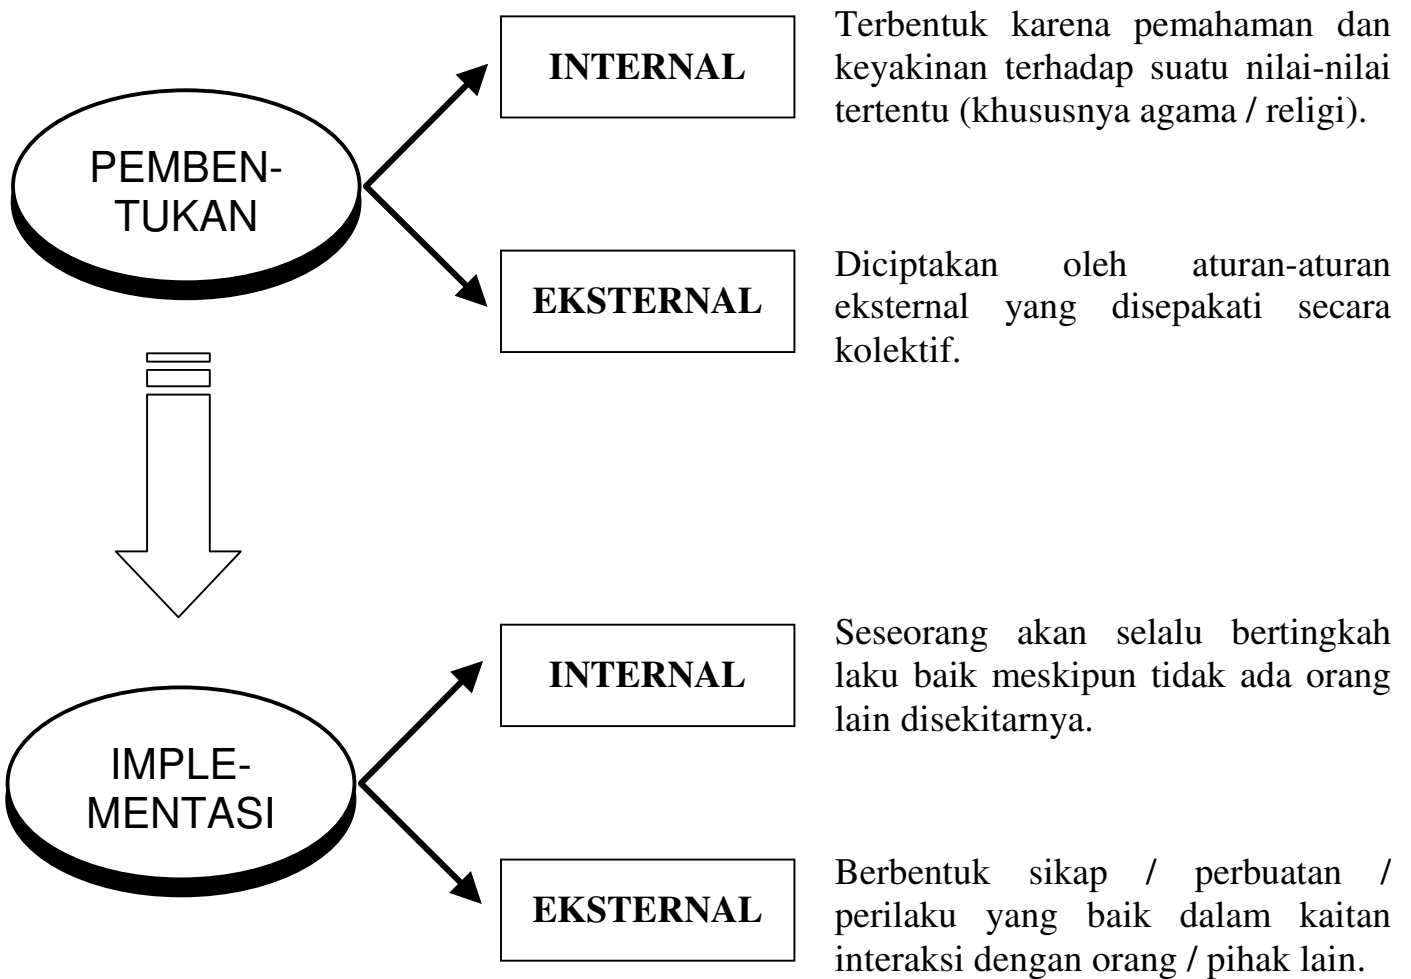 INTERNAL
Terbentuk karena pemahaman dan
keyakinan terhadap suatu nilai-nilai
tertentu (khususnya agama / religi).
PEMBEN-
TUKAN
EKSTERNAL
Diciptakan oleh aturan-aturan
eksternal yang disepakati secara
kolektif.
INTERNAL
Seseorang akan selalu bertingkah
laku baik meskipun tidak ada orang
lain disekitarnya.
IMPLE-
MENTASI
EKSTERNAL
Berbentuk sikap / perbuatan /
perilaku yang baik dalam kaitan
interaksi dengan orang / pihak lain.